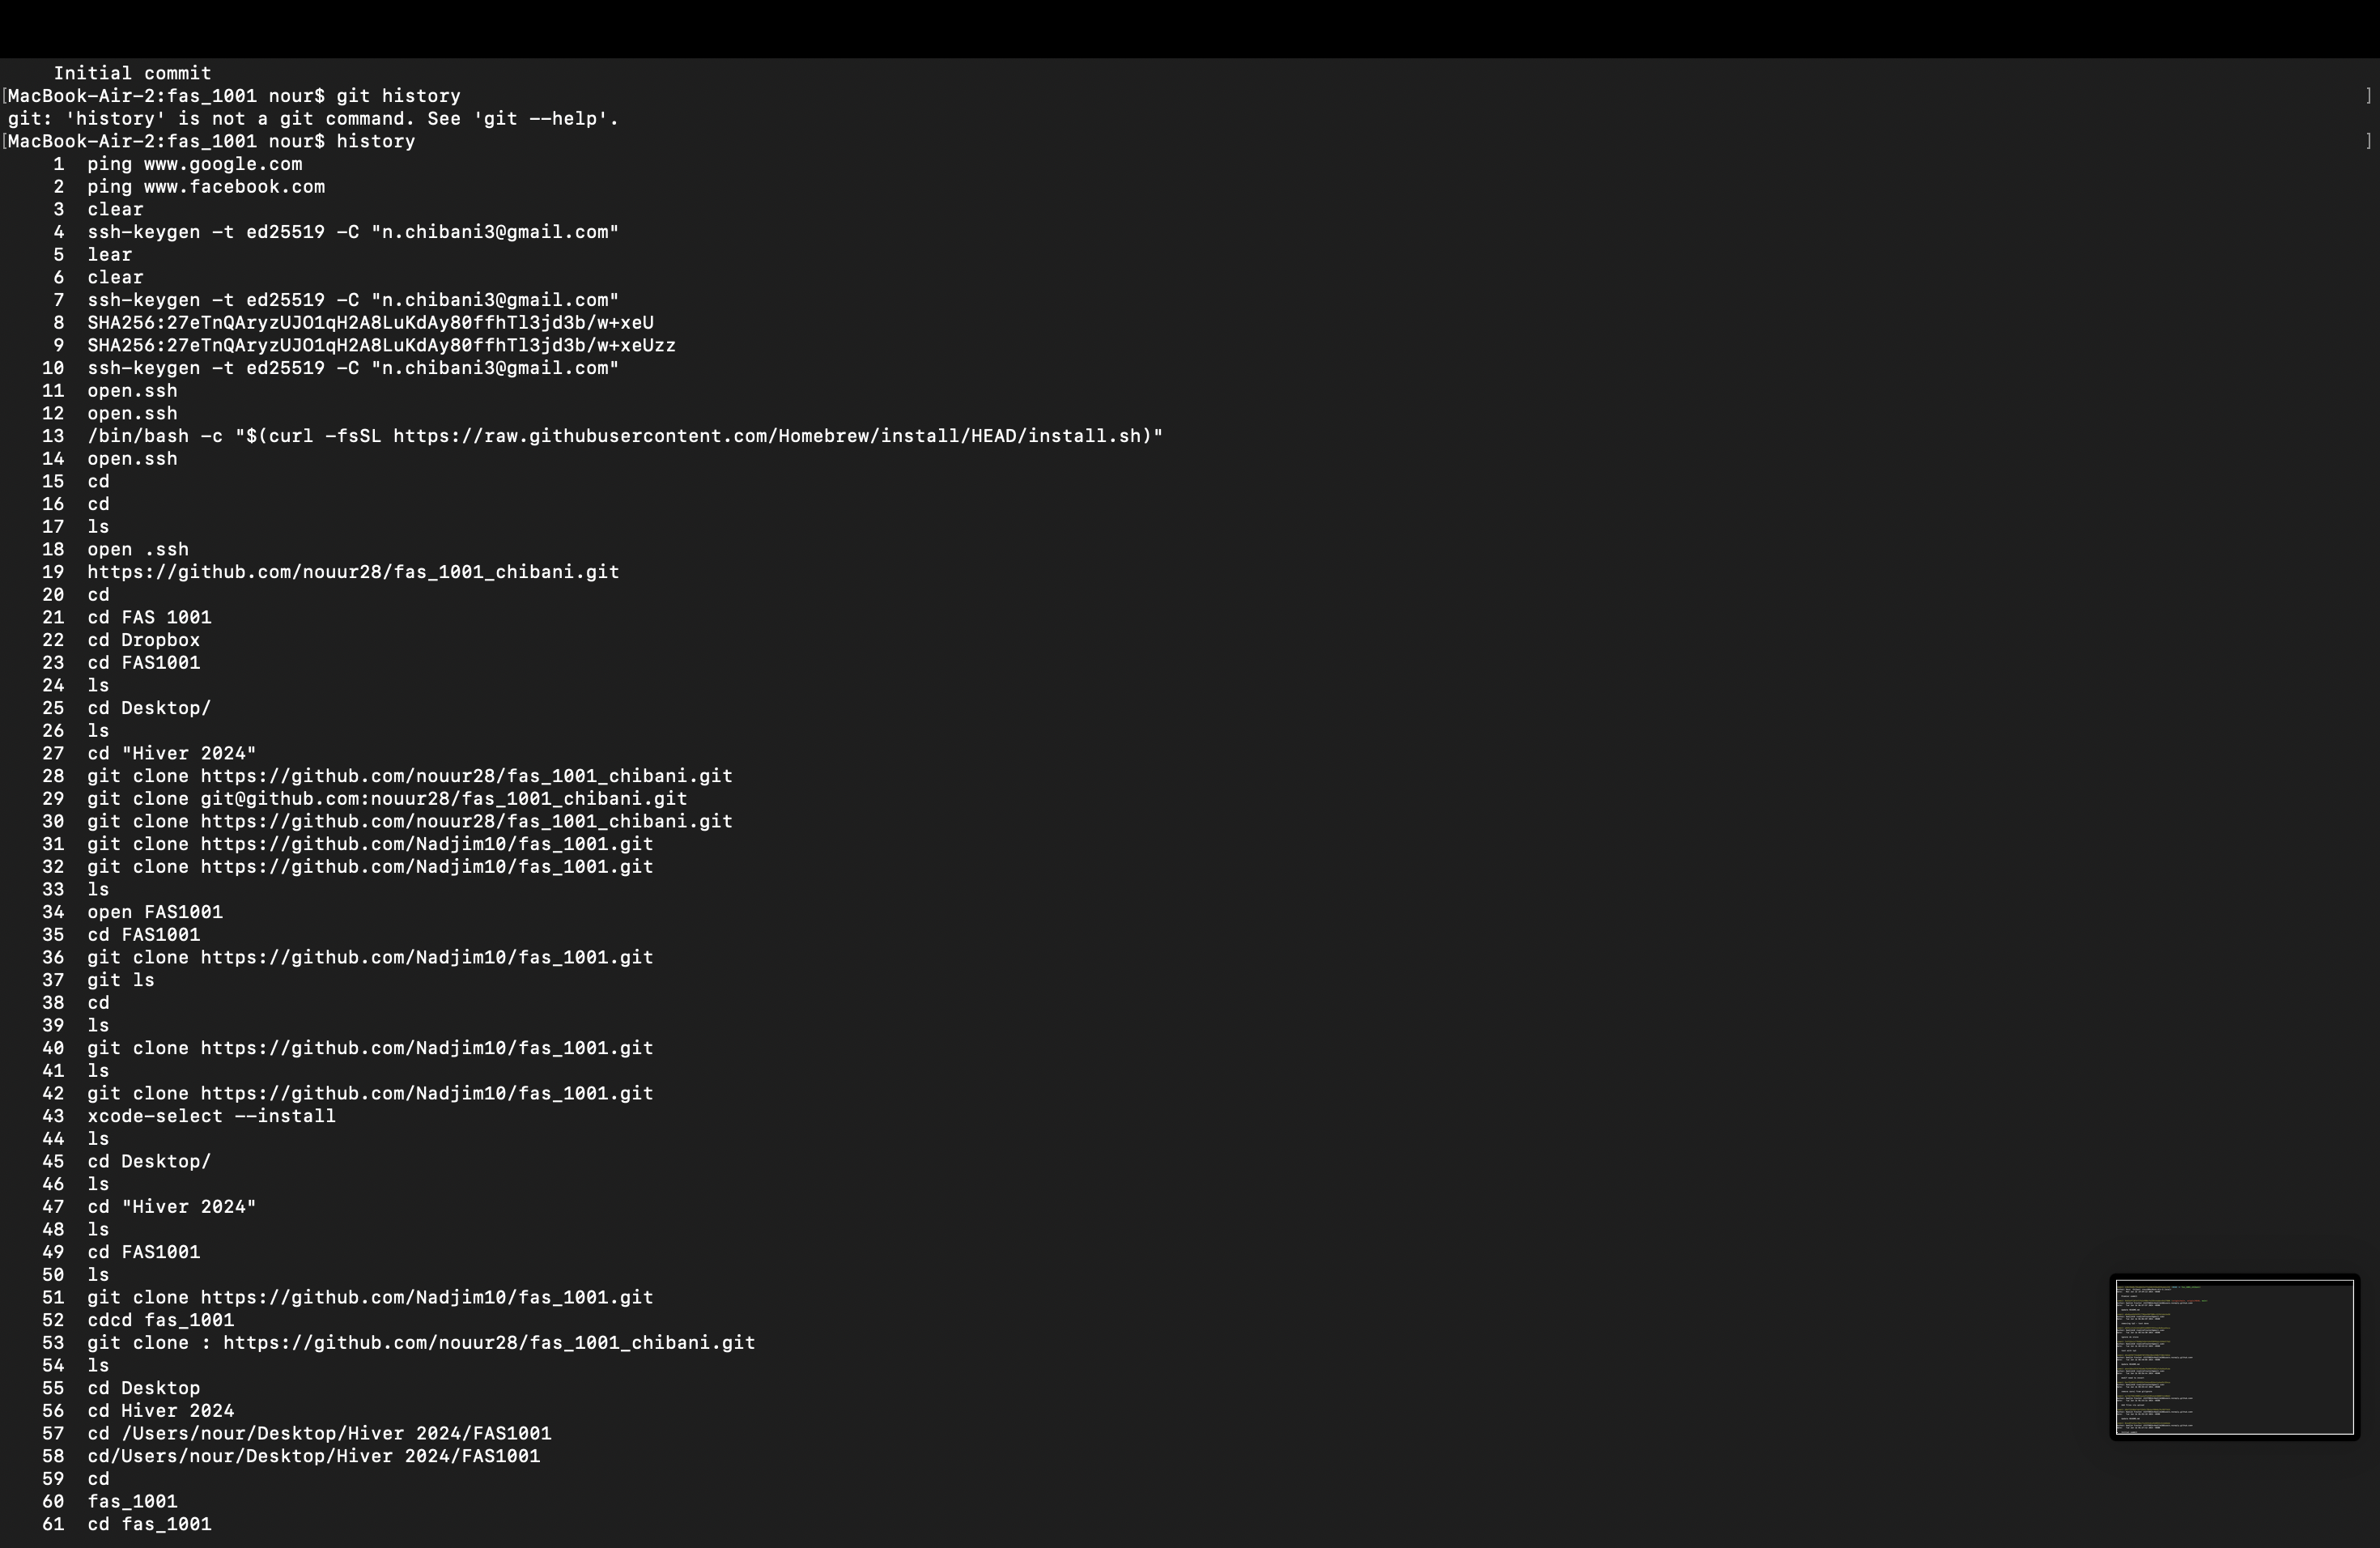 Initial commit
[MacBook-Air-2:fas_1001 nour$ git history ]
git: 'history' is not a git command. See 'git --help'.
[MacBook-Air-2:fas_1001 nour$ history ]
1 ping www.google.com
2 ping www.facebook.com
3 clear
4 ssh-keygen -t ed25519 -C "n.chibani3@gmail.com"
5 lear
6 clear
7 ssh-keygen -t ed25519 -C "n.chibani3@gmail.com"
8 SHA256:27eTnQAryzUJO1qH2A8LuKdAy80ffhTl3jd3b/w+xeU
9 SHA256:27eTnQAryzUJO1qH2A8LuKdAy80ffhTl3jd3b/w+xeUzz
10 ssh-keygen -t ed25519 -C "n.chibani3@gmail.com"
11 open.ssh
12 open.ssh
13 /bin/bash -c "$(curl -fsSL https://raw.githubusercontent.com/Homebrew/install/HEAD/install.sh)"
14 open.ssh
15 cd
16 cd
17 ls
18 open .ssh
19 https://github.com/nouur28/fas_1001_chibani.git
20 cd
21 cd FAS 1001
22 cd Dropbox
23 cd FAS1001
24 ls
25 cd Desktop/
26 ls
27 cd "Hiver 2024"
28 git clone https://github.com/nouur28/fas_1001_chibani.git
29 git clone git@github.com:nouur28/fas_1001_chibani.git
30 git clone https://github.com/nouur28/fas_1001_chibani.git
31 git clone https://github.com/Nadjim10/fas_1001.git
32 git clone https://github.com/Nadjim10/fas_1001.git
33 ls
34 open FAS1001
35 cd FAS1001
36 git clone https://github.com/Nadjim10/fas_1001.git
37 git ls
38 cd
39 ls
40 git clone https://github.com/Nadjim10/fas_1001.git
41 ls
42 git clone https://github.com/Nadjim10/fas_1001.git
43 xcode-select --install
44 ls
45 cd Desktop/
46 ls
47 cd "Hiver 2024"
48 ls
49 cd FAS1001
50 ls
51 git clone https://github.com/Nadjim10/fas_1001.git
52 cdcd fas_1001
53 git clone : https://github.com/nouur28/fas_1001_chibani.git
54 ls
55 cd Desktop
56 cd Hiver 2024
57 cd /Users/nour/Desktop/Hiver 2024/FAS1001
58 cd/Users/nour/Desktop/Hiver 2024/FAS1001
59 cd
60 fas_1001
61 cd fas_1001